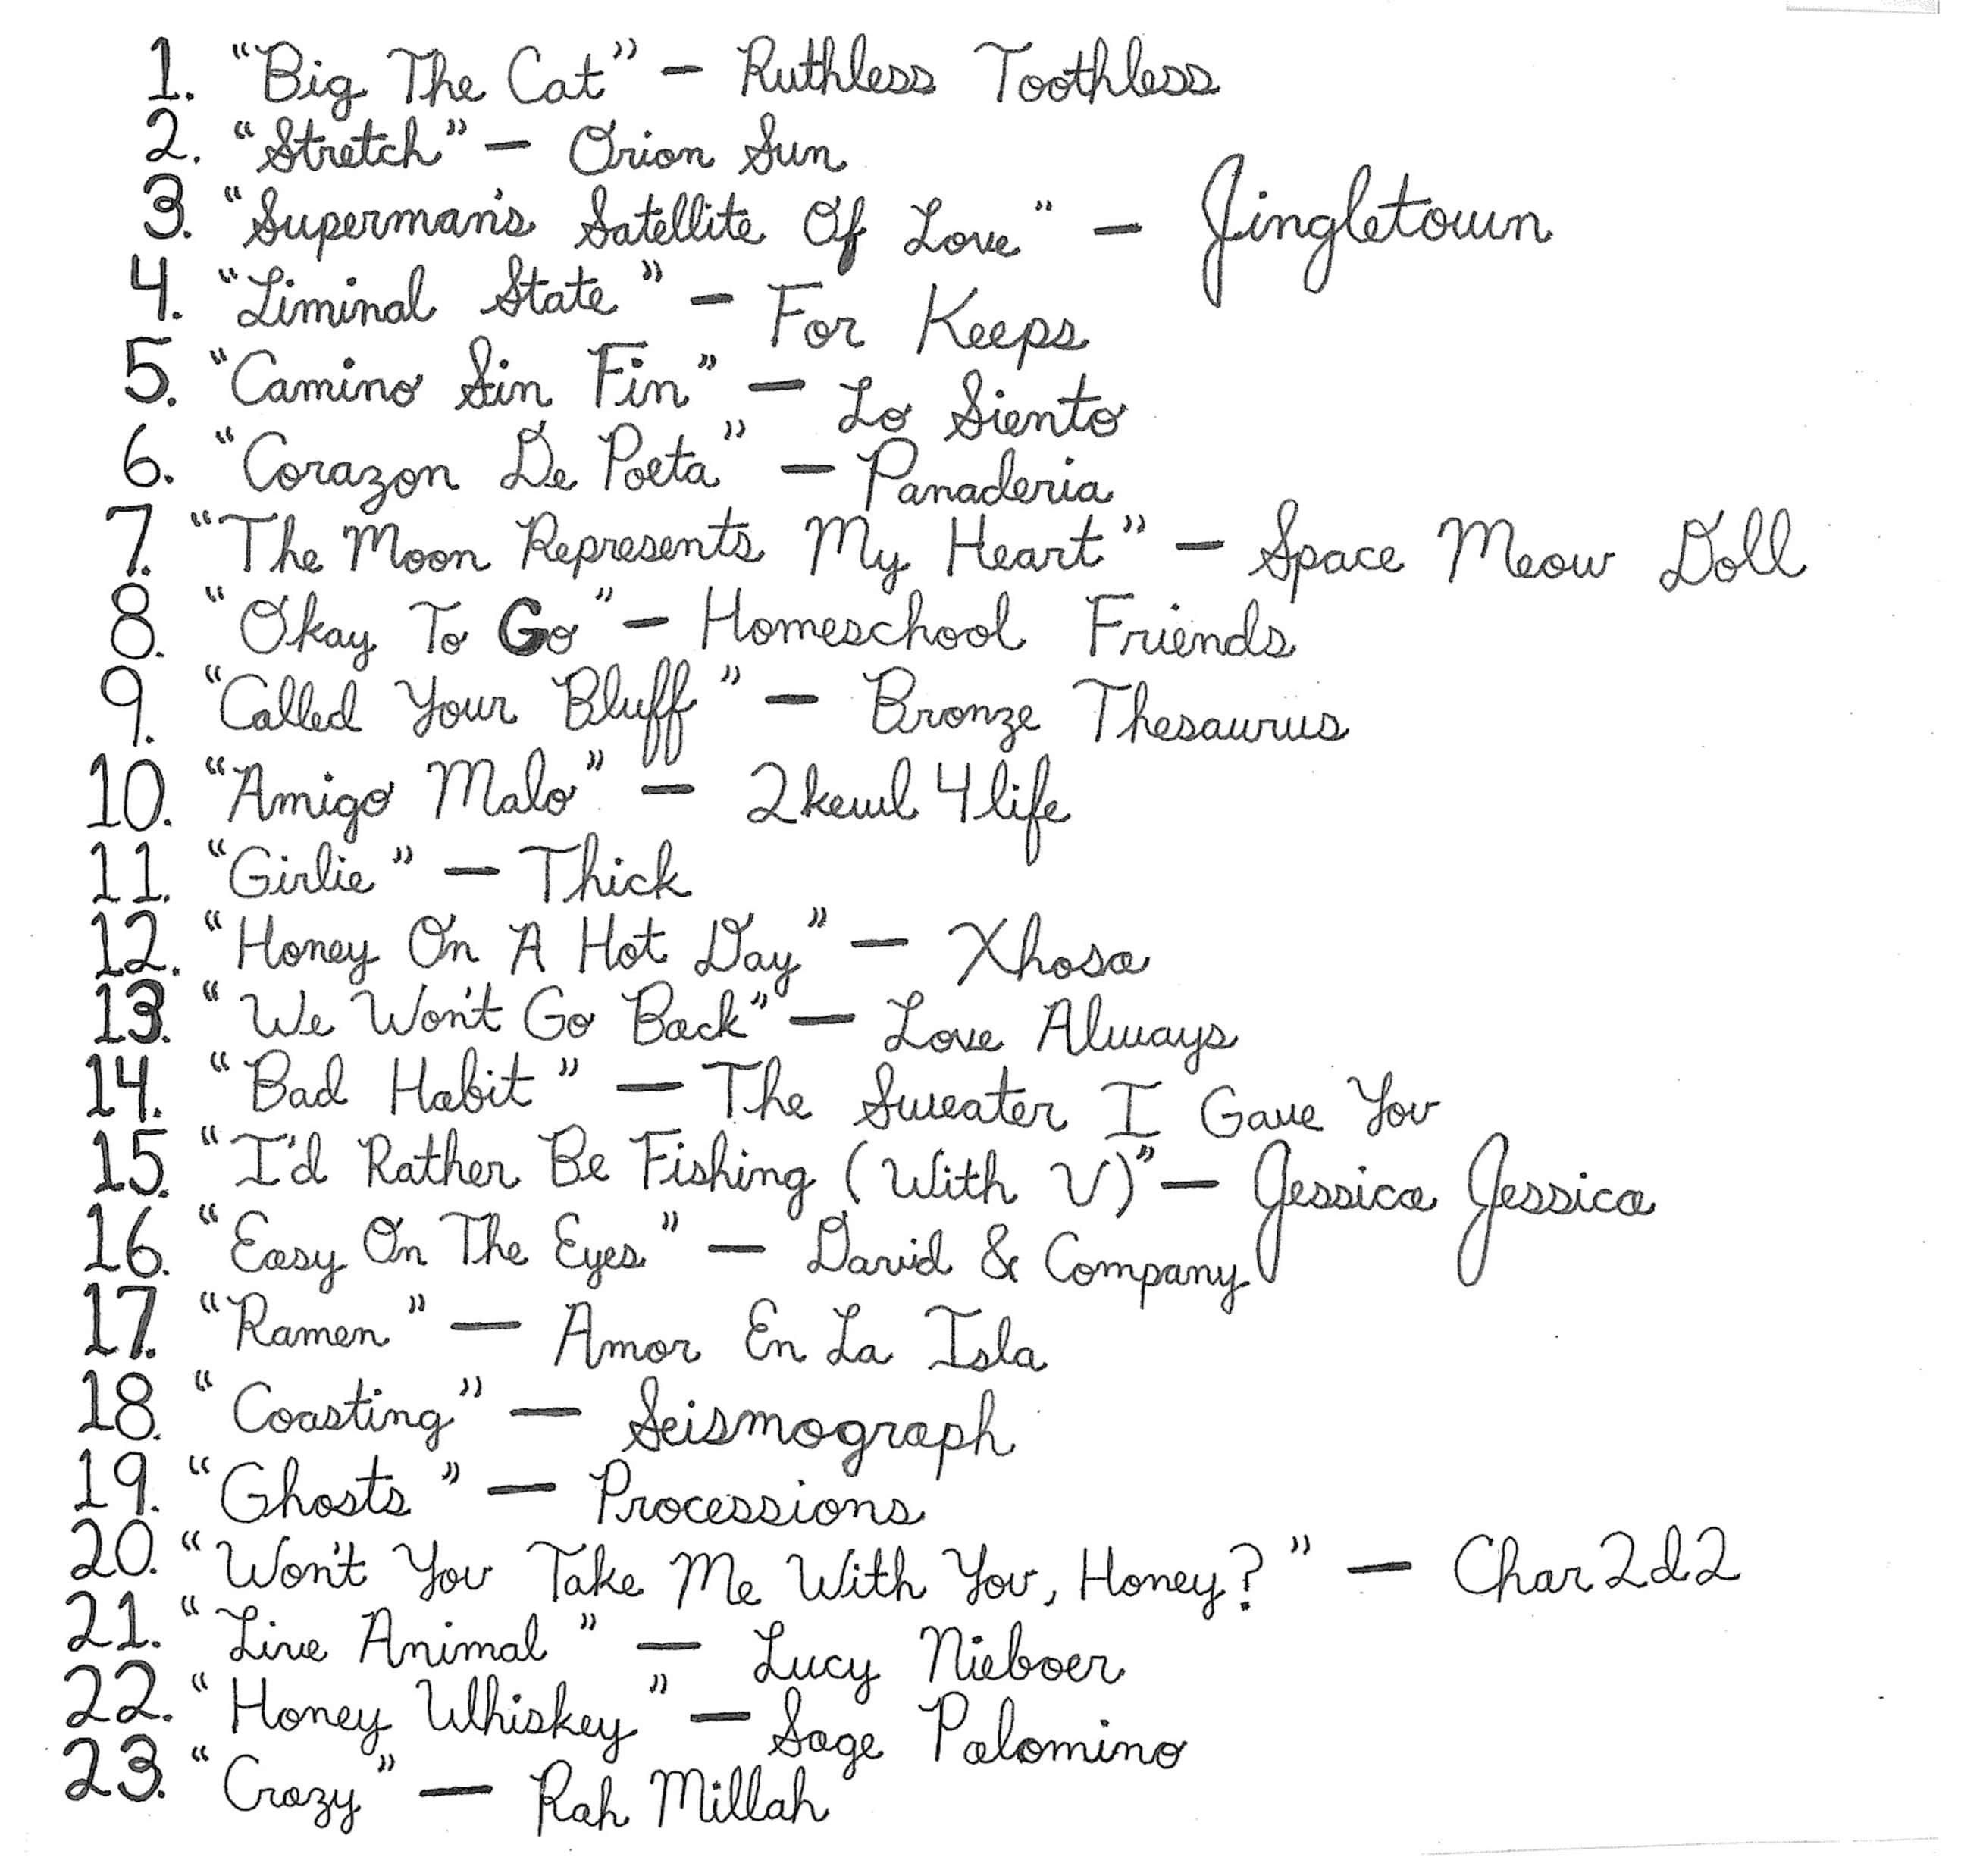 1. "Big The Cat" — Ruthless Toothless
2. "Stretch" — Orion Sun
3. "Superman's Satellite Of Love" — Jingletown
4. "Liminal State" — For Keeps
5. "Camino Sin Fin" — Lo Siento
6. "Corazon De Poeta" — Panaderia
7. "The Moon Represents My Heart" — Space Meow Doll
8. "Okay To Go" — Homeschool Friends
9. "Called Your Bluff" — Bronze Thesaurus
10. "Amigo Malo" — 2kewl 4life
11. "Girlie" — Thick
12. "Honey On A Hot Day" — Xhosa
13. "We Won't Go Back" — Love Always
14. "Bad Habit" — The Sweater I Gave You
15. "I'd Rather Be Fishing (With V)" — Jessica Jessica
16. "Easy On The Eyes" — David & Company
17. "Ramen" — Amor En La Isla
18. "Coasting" — Seismograph
19. "Ghosts" — Processions
20. "Won't You Take Me With You, Honey?" — Char2d2
21. "Live Animal" — Lucy Nieboer
22. "Honey Whiskey" — Sage Palomino
23. "Crazy" — Rah Millah